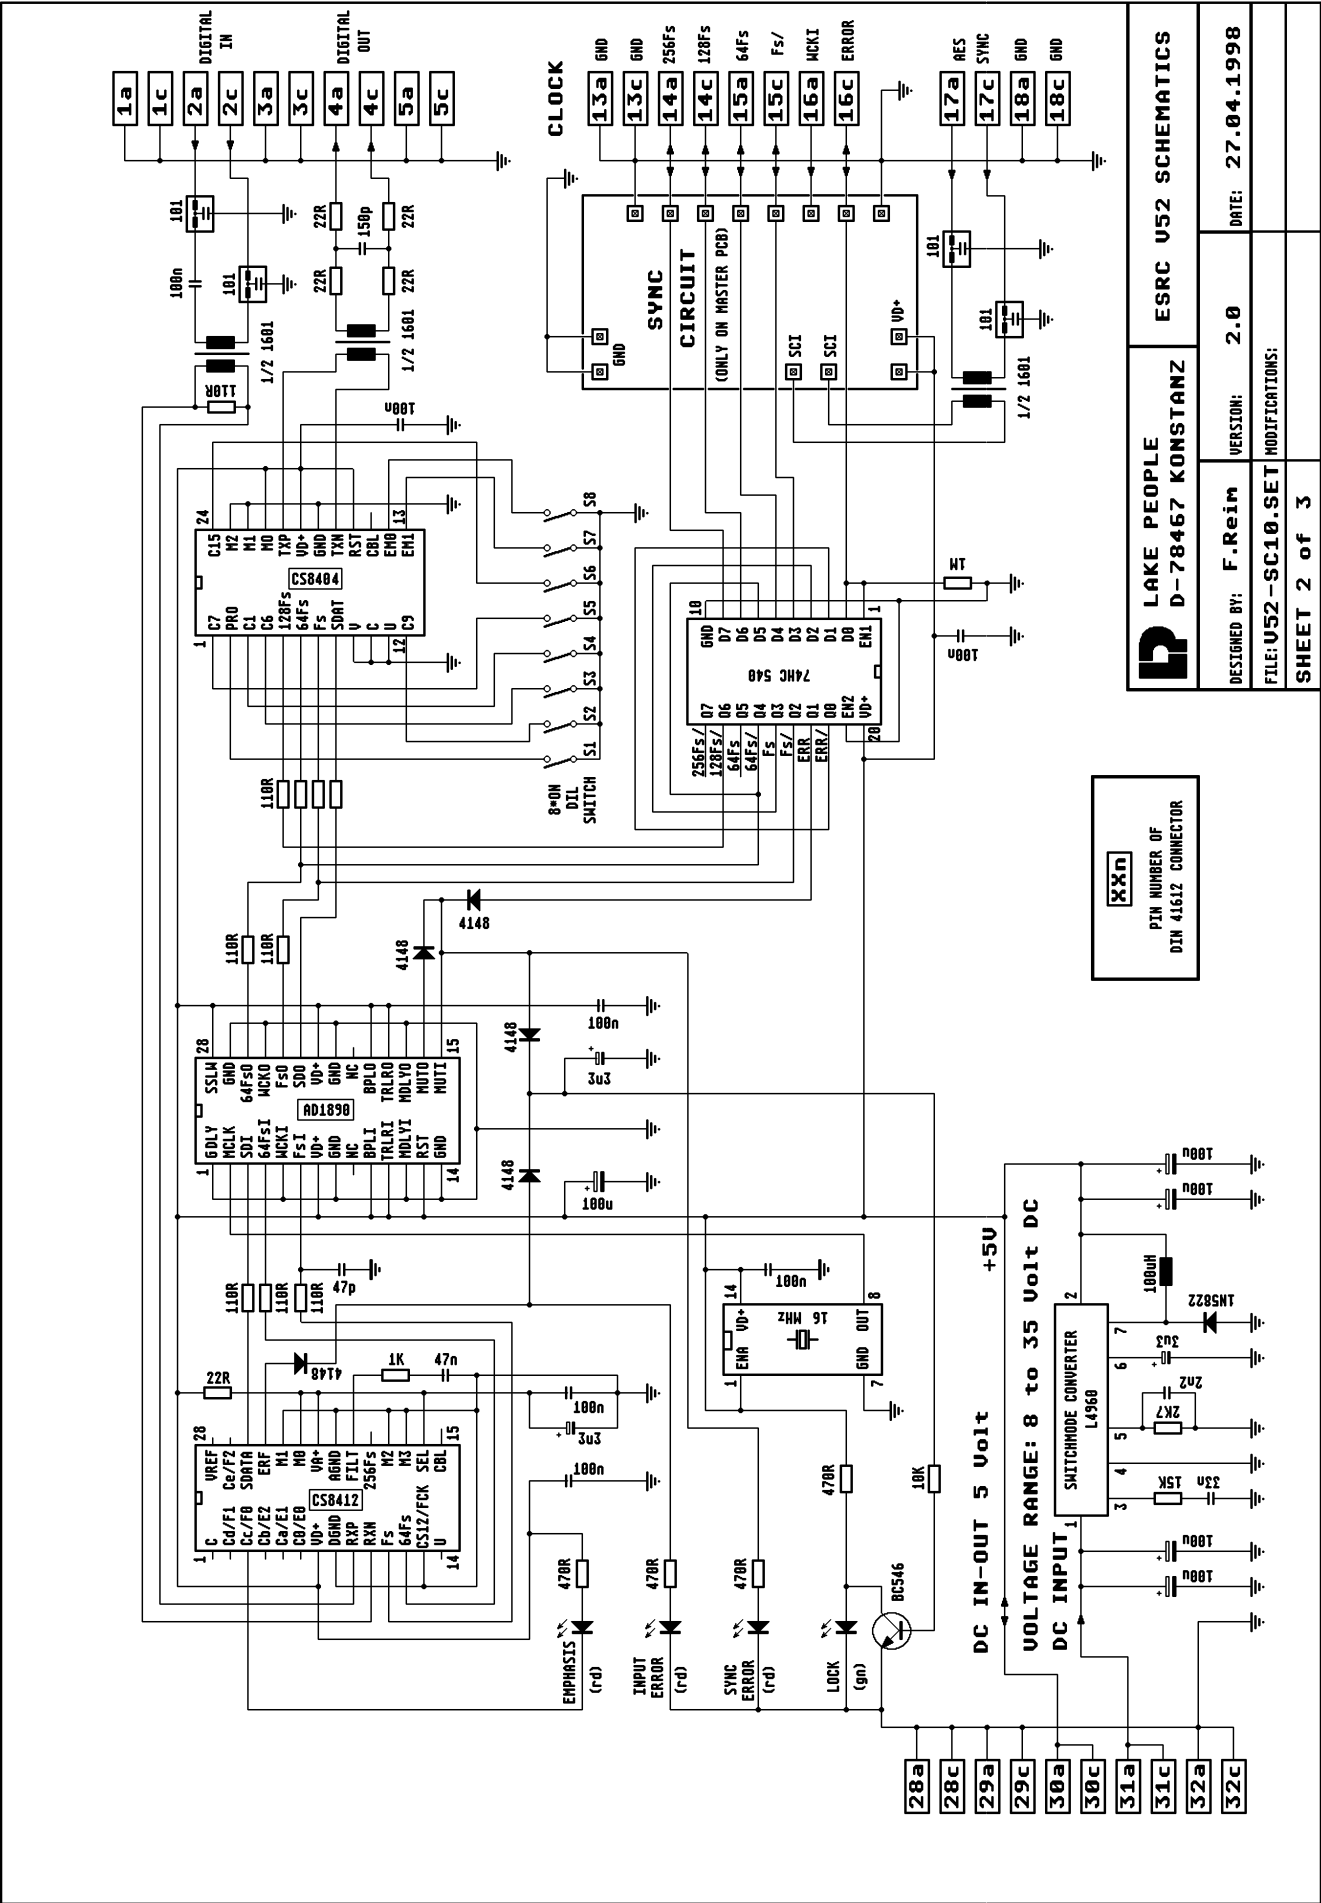 1a
1c
2a
2c
3a
3c
4a
4c
5a
5c
DIGITAL
IN
DIGITAL
OUT
CLOCK
13a GND
13c GND
14a 256Fs
14c 128Fs
15a 64Fs
15c Fs/
16a WCKI
16c ERROR
17a AES
17c SYNC
18a GND
18c GND
101
100n
101
1/2 1601
110R
22R
22R
150p
22R
22R
1/2 1601
100n
SYNC
CIRCUIT
(ONLY ON MASTER PCB)
GND
SCI
SCI
VD+
101
101
1/2 1601
24
13
C15
M2
M1
M0
TXP
VD+
GND
TXN
RST
CBL
EM0
EM1
CS8404
C7
PRO
C1
C6
128Fs
64Fs
Fs
SDAT
V
C
U
C9
1
12
S8
S7
S6
S5
S4
S3
S2
S1
8*ON
DIL
SWITCH
110R
10
1
GND
D7
D6
D5
D4
D3
D2
D1
D0
EN1
74HC 540
Q7
Q6
Q5
Q4
Q3
Q2
Q1
Q0
EN2
VD+
20
256Fs/
128Fs/
64Fs
64Fs/
Fs
Fs/
ERR
ERR/
1M
100n
110R
110R
4148
4148
28
15
SSLW
GND
64FsO
WCKO
FsO
SDO
VD+
GND
NC
BPLO
TRLRO
MDLYO
MUTO
MUTI
AD1890
GDLY
MCLK
SDI
64FsI
WCKI
FsI
VD+
GND
NC
BPLI
TRLRI
MDLYI
RST
GND
1
14
100n
4148
3u3
4148
100u
110R
110R
110R
47p
4148
1K
47n
22R
100n
3u3
100n
28
15
VREF
Ce/F2
SDATA
ERF
M1
M0
VA+
AGND
FILT
256Fs
M2
M3
SEL
CBL
CS8412
C
Cd/F1
Cc/F0
Cb/E2
Ca/E1
C0/E0
VD+
DGND
RXP
RXN
Fs
64Fs
CS12/FCK
U
1
14
14
VD+
ENA
1
16 MHz
OUT
GND
8
7
100n
470R
EMPHASIS
(rd)
470R
INPUT
ERROR
(rd)
470R
SYNC
ERROR
(rd)
470R
LOCK
(gn)
10K
BC546
+5V
DC IN-OUT 5 Volt
VOLTAGE RANGE: 8 to 35 Volt DC
DC INPUT
SWITCHMODE CONVERTER
L4960
1
2
3
4
5
6
7
100u
100u
100uH
1N5822
3u3
2n2
2K7
15K
33n
100u
100u
28a
28c
29a
29c
30a
30c
31a
31c
32a
32c
XXn
PIN NUMBER OF
DIN 41612 CONNECTOR
LAKE PEOPLE
D-78467 KONSTANZ
ESRC V52 SCHEMATICS
DESIGNED BY: F.Reim
VERSION: 2.0
DATE: 27.04.1998
FILE: V52-SC10.SET
MODIFICATIONS:
SHEET 2 of 3